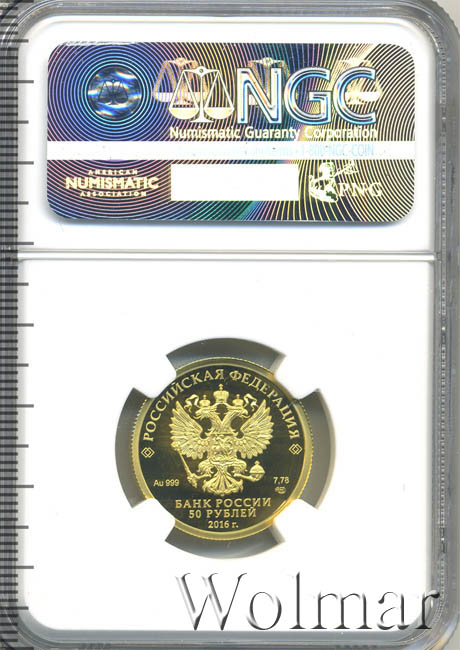 NGC
Numismatic Guaranty Corporation
AMERICAN
NUMISMATIC
ASSOCIATION
PNG
РОССИЙСКАЯ ФЕДЕРАЦИЯ
Au 999
7,78
БАНК РОССИИ
50 РУБЛЕЙ
2016 г.
Wolmar